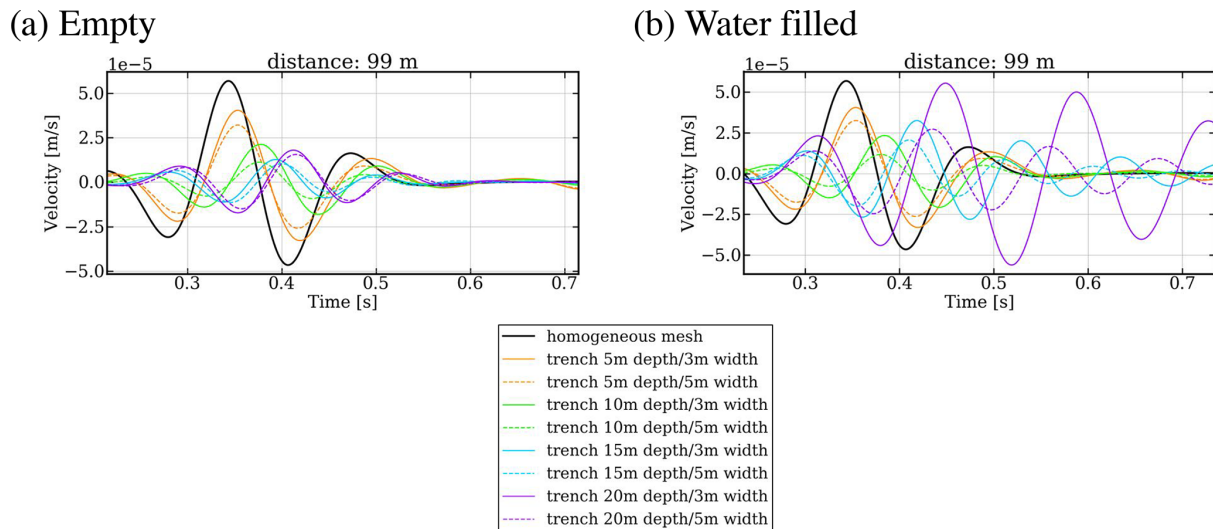 (a) Empty
(b) Water filled
1e−5
distance: 99 m
5.0
2.5
0.0
−2.5
−5.0
Velocity [m/s]
0.3 0.4 0.5 0.6 0.7
Time [s]
1e−5
distance: 99 m
5.0
2.5
0.0
−2.5
−5.0
Velocity [m/s]
0.3 0.4 0.5 0.6 0.7
Time [s]
homogeneous mesh
trench 5m depth/3m width
trench 5m depth/5m width
trench 10m depth/3m width
trench 10m depth/5m width
trench 15m depth/3m width
trench 15m depth/5m width
trench 20m depth/3m width
trench 20m depth/5m width